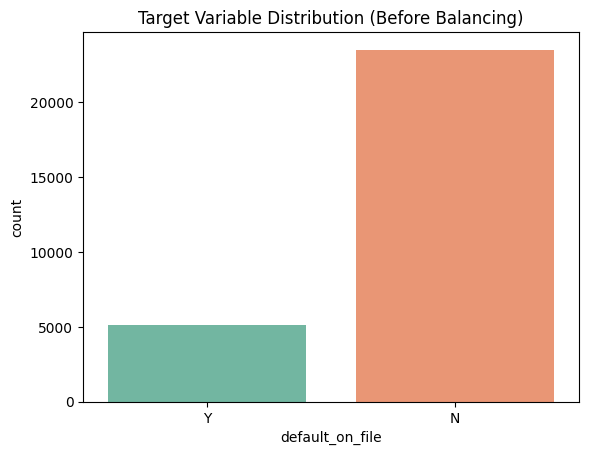 Target Variable Distribution (Before Balancing)
20000
15000
10000
5000
0
count
Y
N
default_on_file